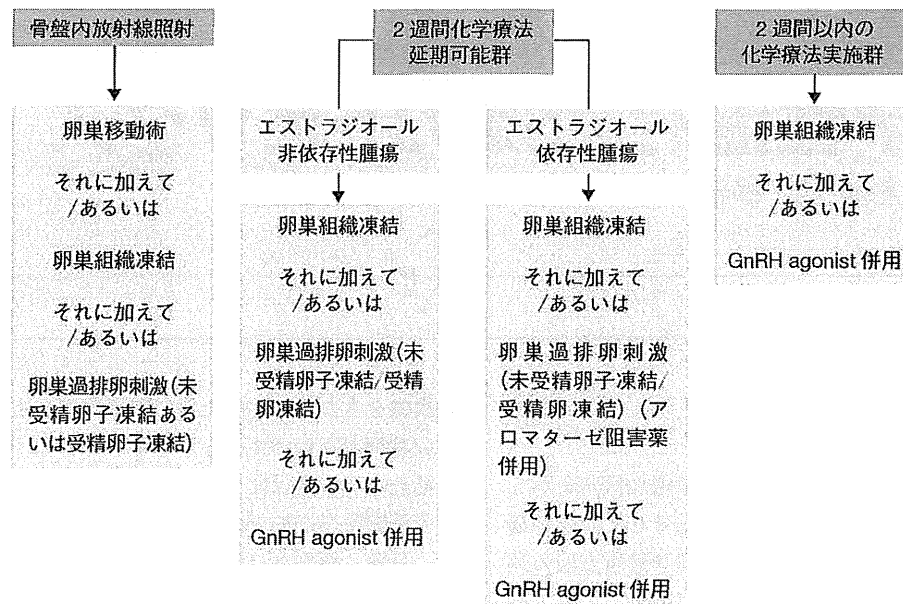 骨盤内放射線照射
卵巣移動術
それに加えて
/あるいは
卵巣組織凍結
それに加えて
/あるいは
卵巣過排卵刺激(未
受精卵子凍結ある
いは受精卵子凍結)
2週間化学療法
延期可能群
エストラジオール
非依存性腫瘍
卵巣組織凍結
それに加えて
/あるいは
卵巣過排卵刺激(未
受精卵子凍結/受精
卵凍結)
それに加えて
/あるいは
GnRH agonist 併用
エストラジオール
依存性腫瘍
卵巣組織凍結
それに加えて
/あるいは
卵巣過排卵刺激
(未受精卵子凍結/
受精卵凍結)(ア
ロマターゼ阻害薬
併用)
それに加えて
/あるいは
GnRH agonist 併用
2週間以内の
化学療法実施群
卵巣組織凍結
それに加えて
/あるいは
GnRH agonist 併用